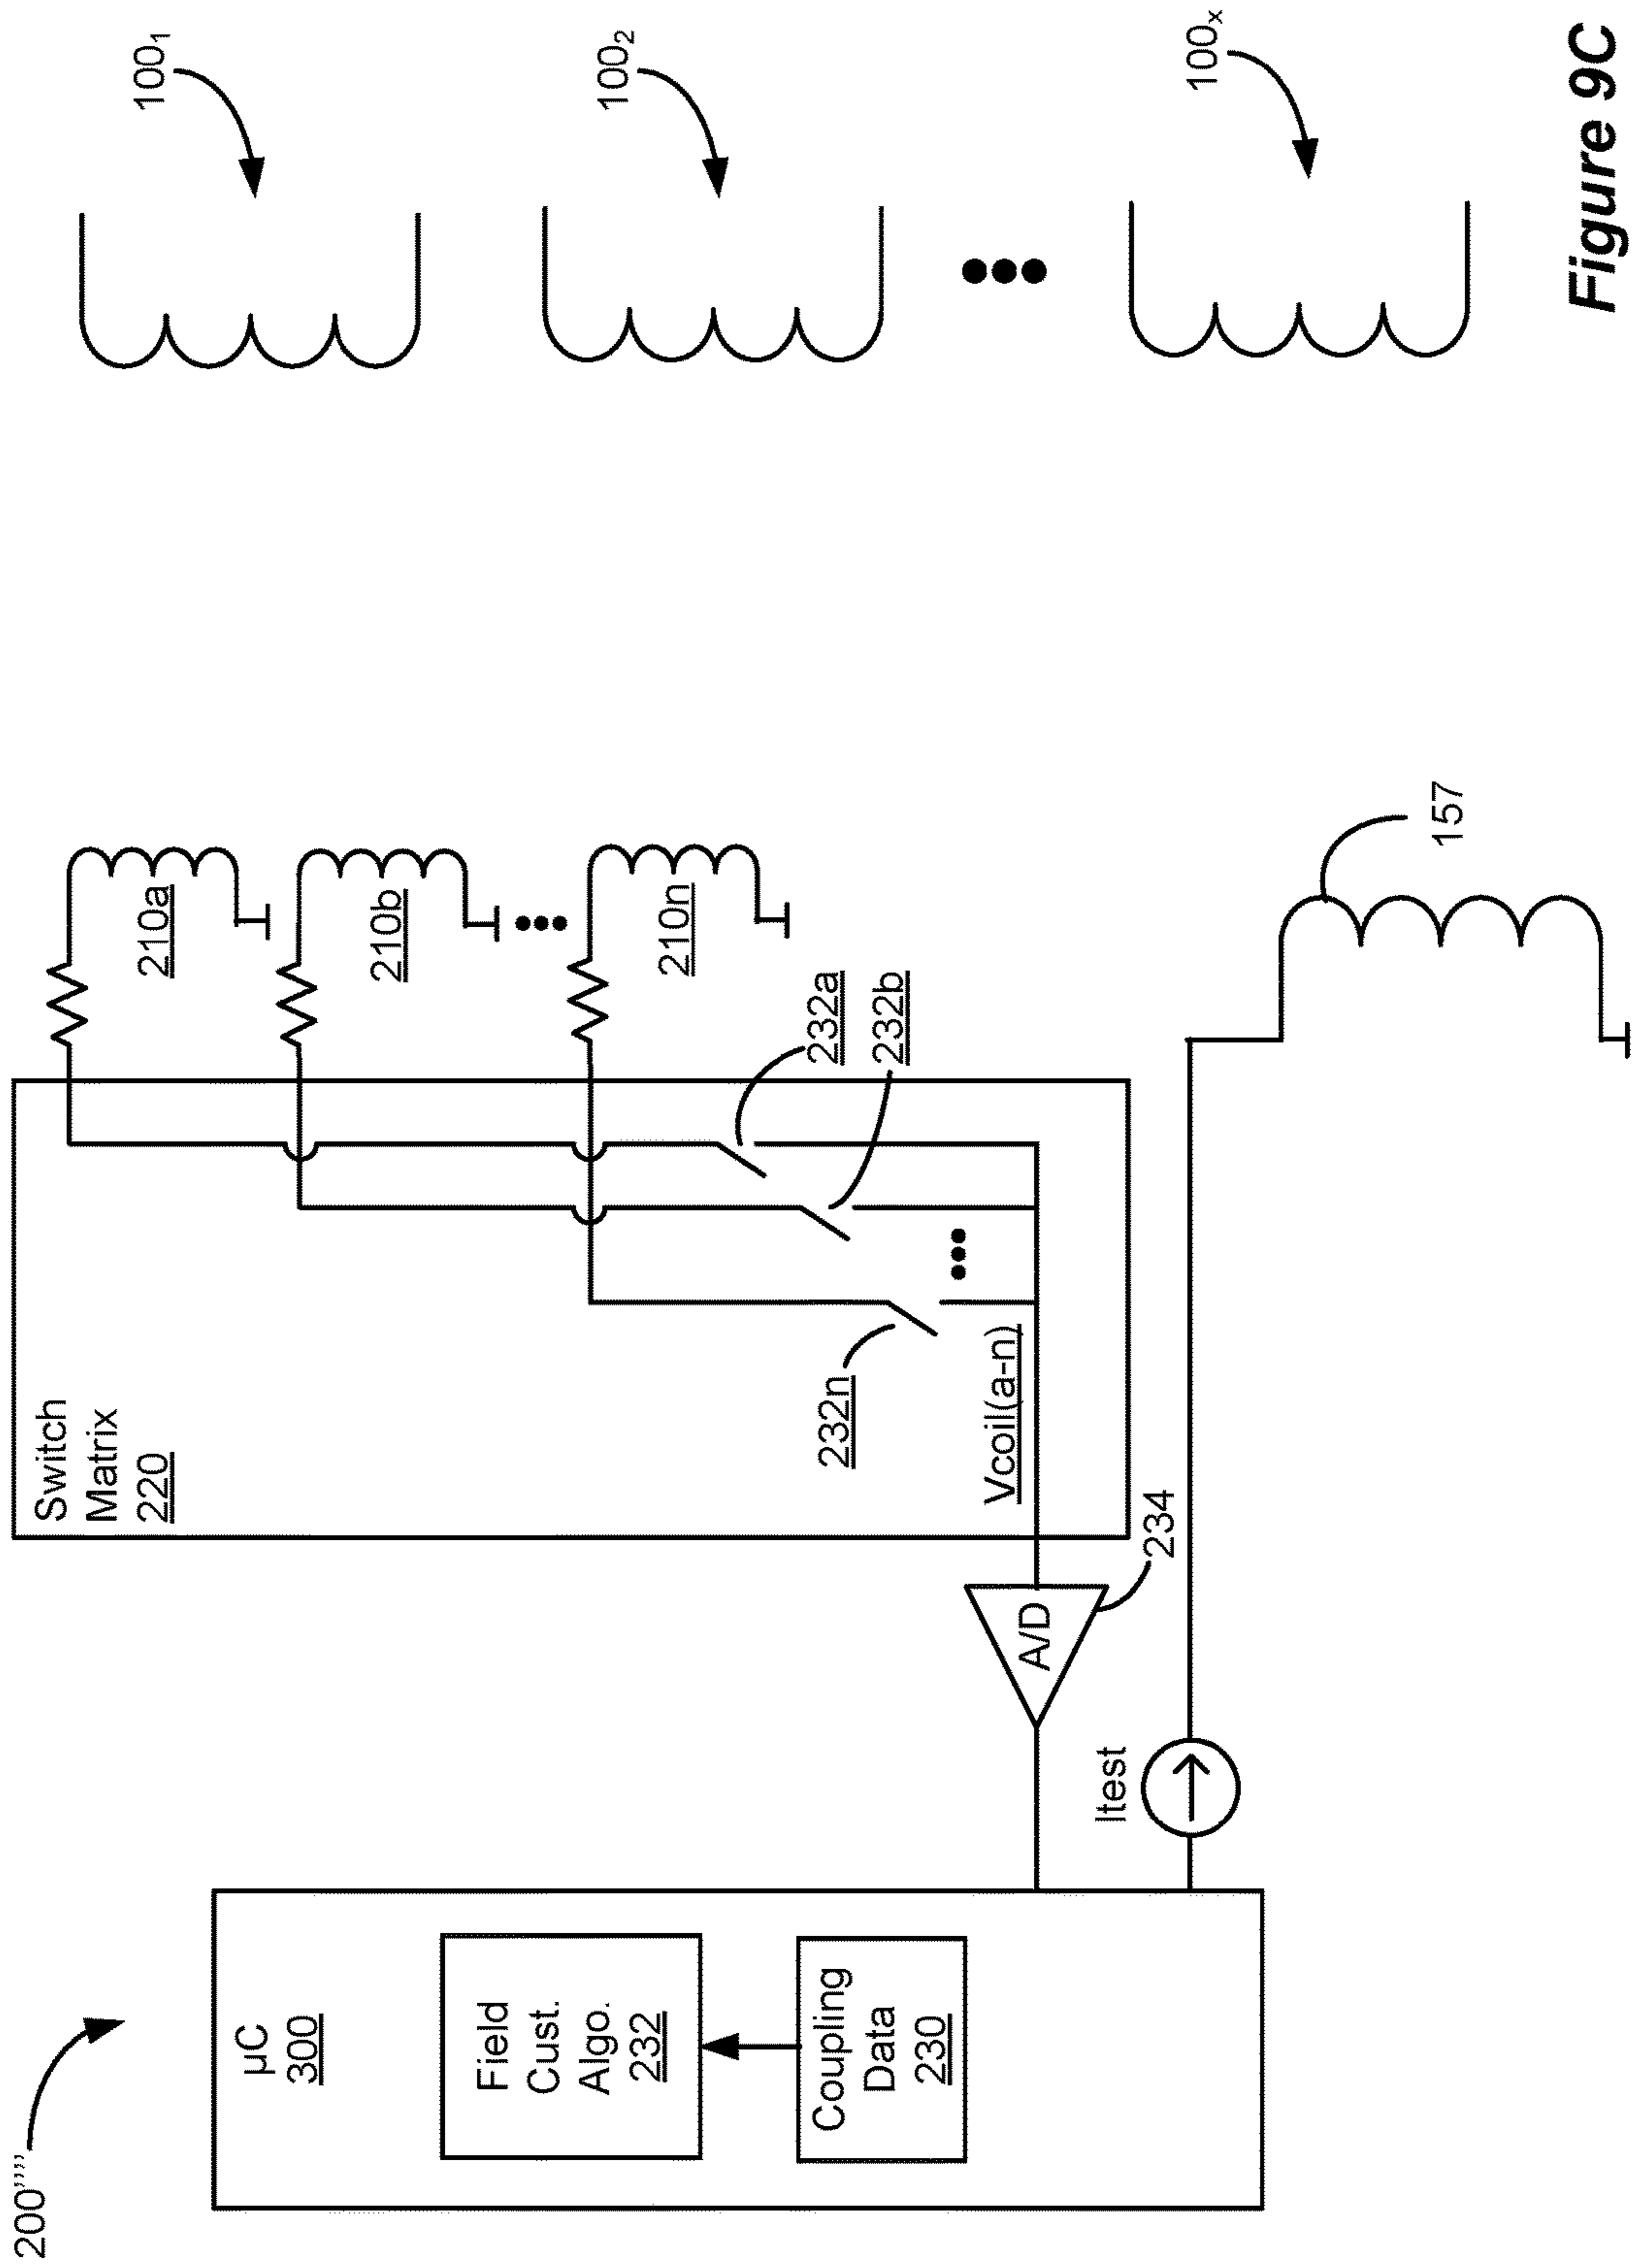 200''''
µC
300
Field
Cust.
Algo.
232
Coupling
Data
230
Switch
Matrix
220
232n
Vcoil(a-n)
A/D
234
Itest
232a
232b
210a
210b
210n
157
100₁
100₂
100ₓ
Figure 9C